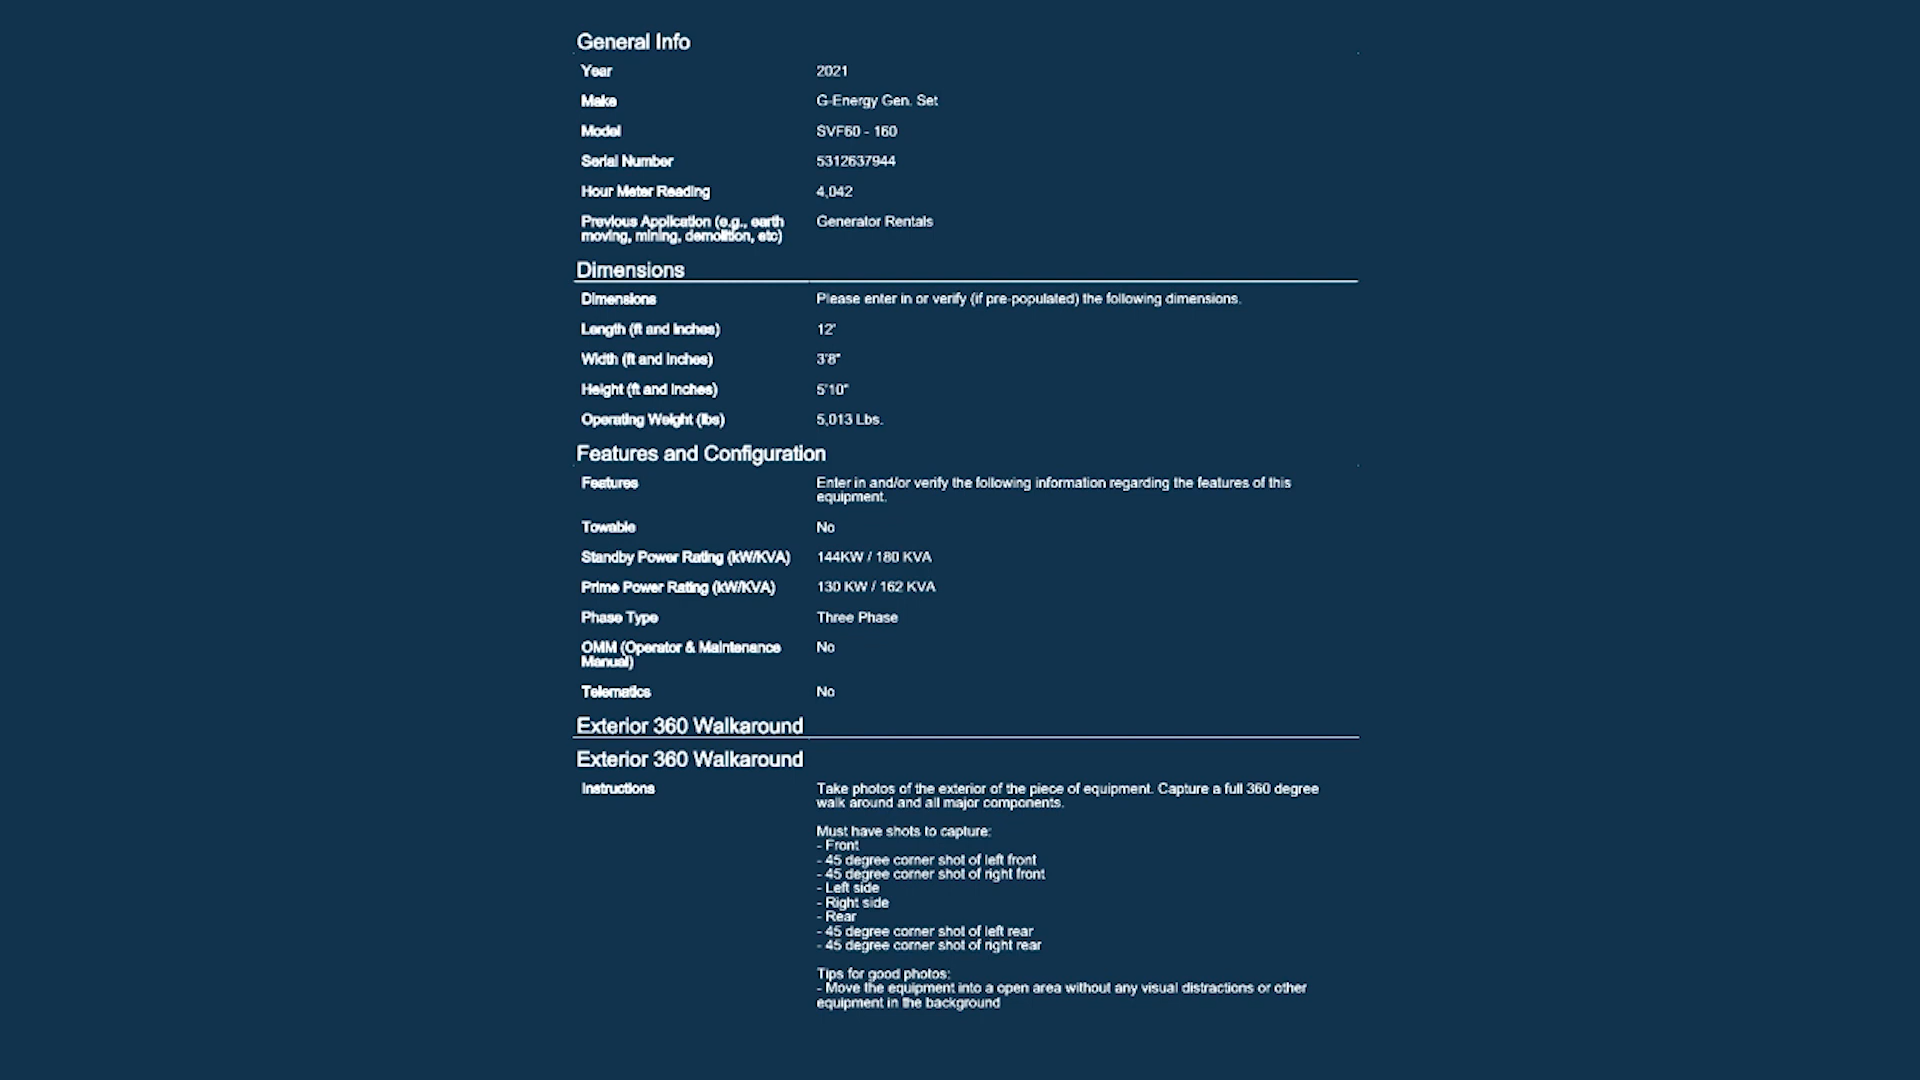 General Info
Year 2021
Make G-Energy Gen. Set
Model SVF60 - 160
Serial Number 5312637944
Hour Meter Reading 4,042
Previous Application (e.g., earth Generator Rentals
moving, mining, demolition, etc)
Dimensions
Dimensions Please enter in or verify (if pre-populated) the following dimensions.
Length (ft and inches) 12'
Width (ft and inches) 3'8"
Height (ft and inches) 5'10"
Operating Weight (lbs) 5,013 Lbs.
Features and Configuration
Features Enter in and/or verify the following information regarding the features of this
equipment.
Towable No
Standby Power Rating (kW/KVA) 144KW / 180 KVA
Prime Power Rating (kW/KVA) 130 KW / 162 KVA
Phase Type Three Phase
OMM (Operator & Maintenance No
Manual)
Telematics No
Exterior 360 Walkaround
Exterior 360 Walkaround
Instructions Take photos of the exterior of the piece of equipment. Capture a full 360 degree
walk around and all major components.
Must have shots to capture:
- Front
- 45 degree corner shot of left front
- 45 degree corner shot of right front
- Left side
- Right side
- Rear
- 45 degree corner shot of left rear
- 45 degree corner shot of right rear
Tips for good photos:
- Move the equipment into a open area without any visual distractions or other
equipment in the background